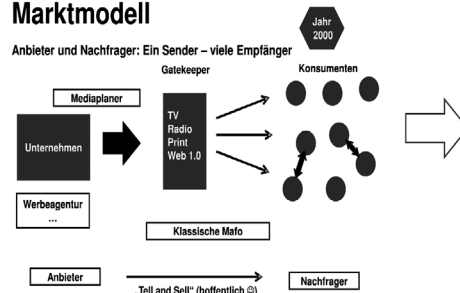 Marktmodell
Jahr
2000
Anbieter und Nachfrager: Ein Sender – viele Empfänger
Gatekeeper
Konsumenten
Mediaplaner
TV
Radio
Print
Web 1.0
Unternehmen
Werbeagentur
...
Klassische Mafo
Anbieter
Nachfrager
„Tell and Sell“ (hoffentlich ☺)